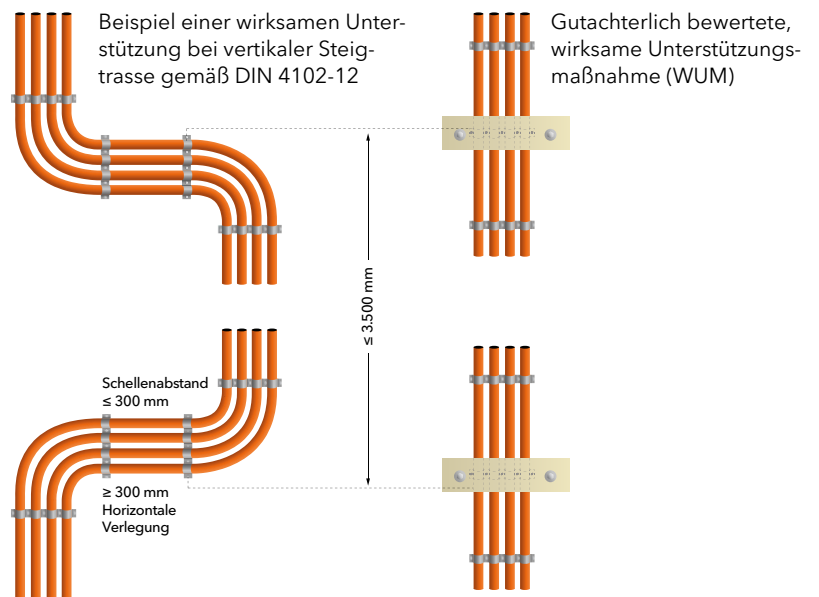 Beispiel einer wirksamen Unter-
stützung bei vertikaler Steig-
trasse gemäß DIN 4102-12
Gutachterlich bewertete,
wirksame Unterstützungs-
maßnahme (WUM)
≤ 3.500 mm
Schellenabstand
≤ 300 mm
≥ 300 mm
Horizontale
Verlegung